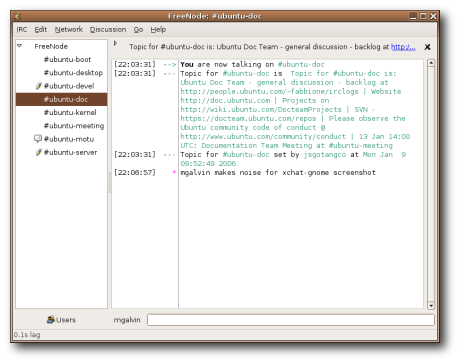 FreeNode: #ubuntu-doc
IRC Edit Network Discussion Go Help
FreeNode
#ubuntu-boot
#ubuntu-desktop
#ubuntu-devel
#ubuntu-doc
#ubuntu-kernel
#ubuntu-meeting
#ubuntu-motu
#ubuntu-server
Topic for #ubuntu-doc is: Ubuntu Doc Team - general discussion - backlog at http:/...
[22:03:31] --> You are now talking on #ubuntu-doc
[22:03:31] --- Topic for #ubuntu-doc is Topic for #ubuntu-doc is:
Ubuntu Doc Team - general discussion - backlog at
http://people.ubuntu.com/~fabbione/irclogs | Website
http://doc.ubuntu.com | Projects on
http://wiki.ubuntu.com/DocteamProjects | SVN -
https://docteam.ubuntu.com/repos | Please observe the
Ubuntu community code of conduct @
http://www.ubuntu.com/community/conduct | 13 Jan 14:00
UTC: Documentation Team Meeting at #ubuntu-meeting
[22:03:31] --- Topic for #ubuntu-doc set by jsgotangco at Mon Jan 9
09:52:49 2006
[22:06:57] * mgalvin makes noise for xchat-gnome screenshot
Users
mgalvin
0.1s lag